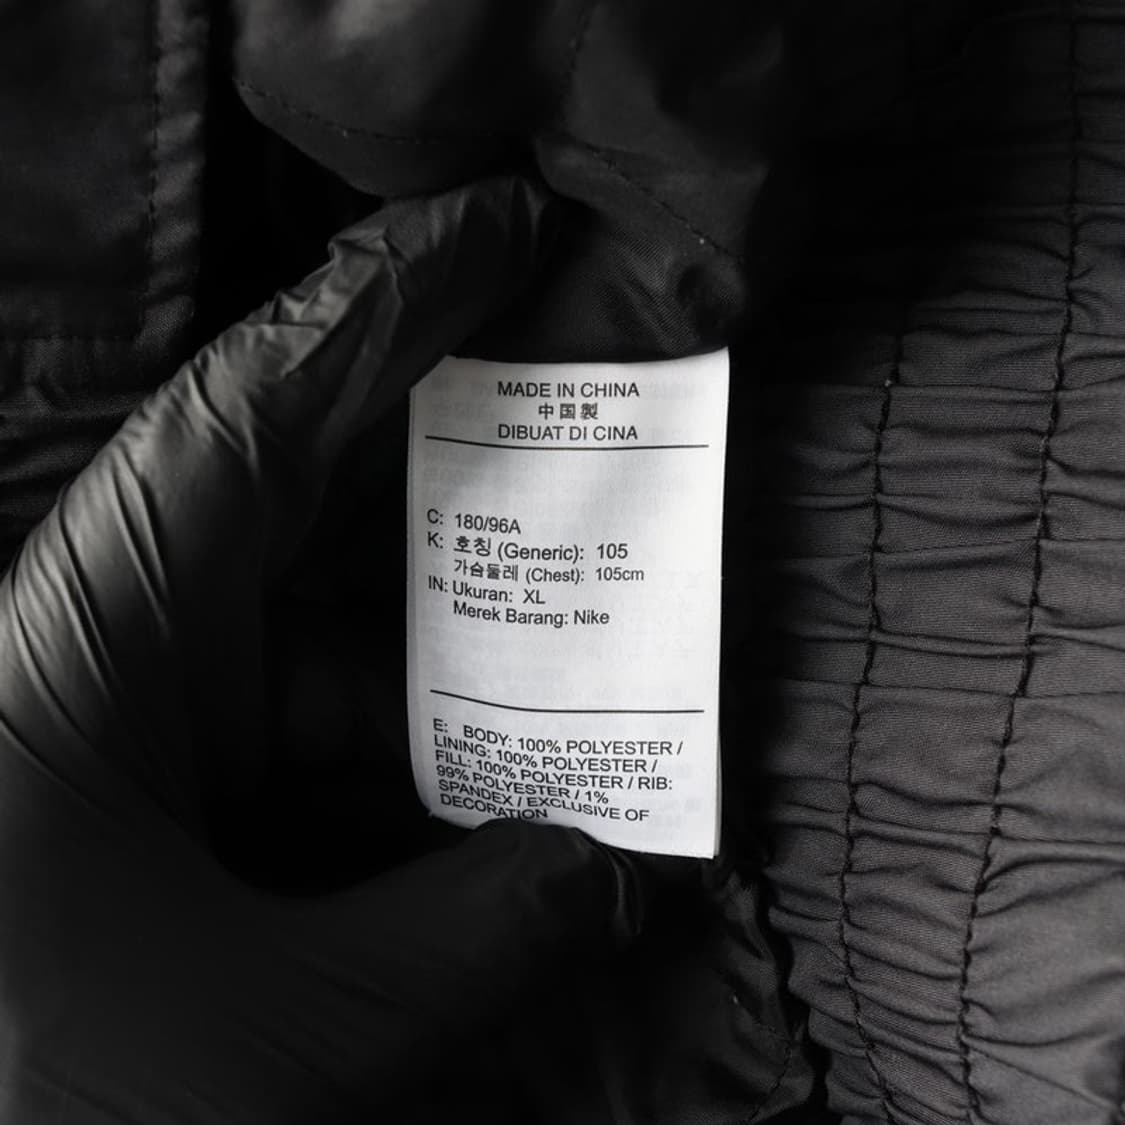 MADE IN CHINA
中国製
DIBUAT DI CINA
C: 180/96A
K: 호칭 (Generic): 105
가슴둘레 (Chest): 105cm
IN: Ukuran: XL
Merek Barang: Nike
E: BODY: 100% POLYESTER /
LINING: 100% POLYESTER /
FILL: 100% POLYESTER / RIB:
99% POLYESTER / 1%
SPANDEX / EXCLUSIVE OF
DECORATION